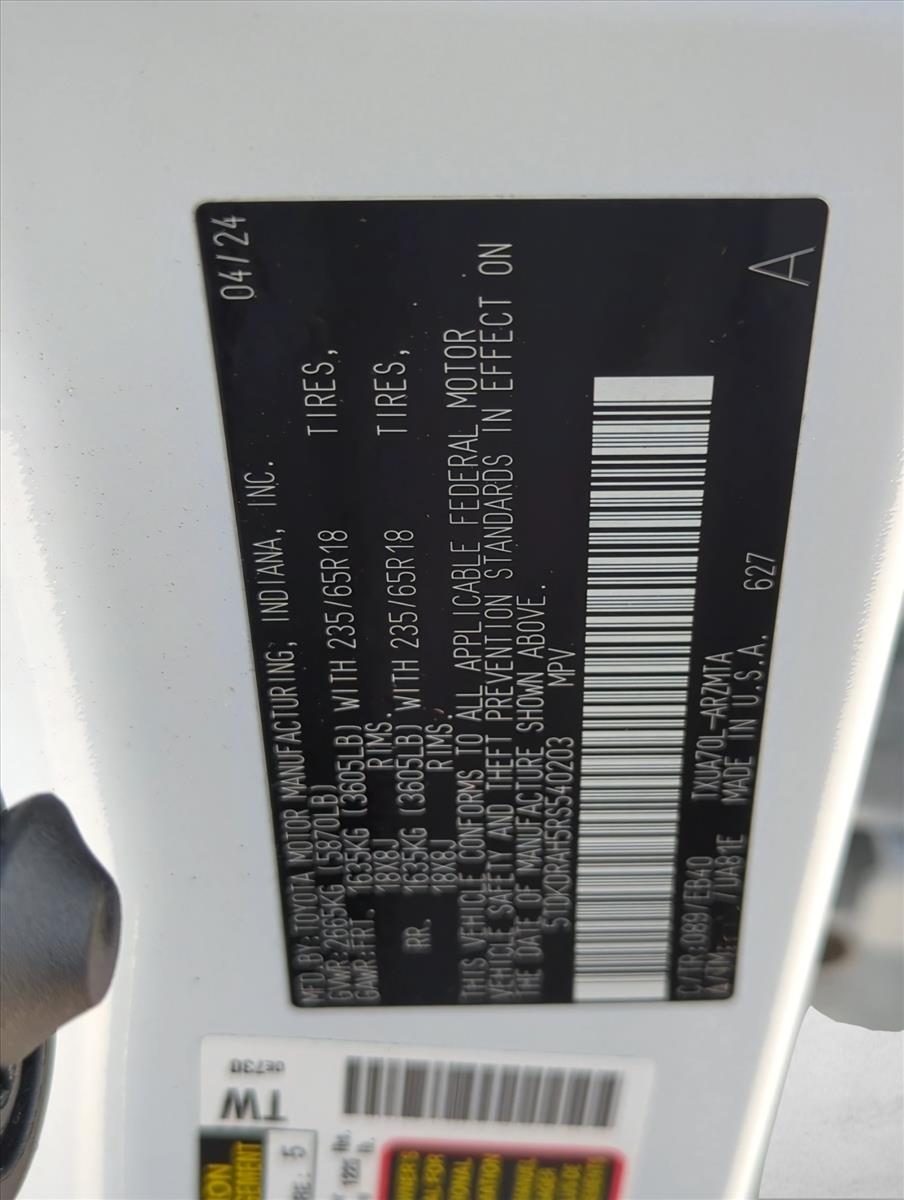 MFD.BY:TOYOTA MOTOR MANUFACTURING, INDIANA, INC. 04/24
GVWR:2665KG (5870LB)
GAWR:FRT. 1635KG (3605LB) WITH 235/65R18 TIRES,
18X8J RIMS.
RR. 1635KG (3605LB) WITH 235/65R18 TIRES,
18X8J RIMS.
THIS VEHICLE CONFORMS TO ALL APPLICABLE FEDERAL MOTOR
VEHICLE SAFETY AND THEFT PREVENTION STANDARDS IN EFFECT ON
THE DATE OF MANUFACTURE SHOWN ABOVE.
5TDKDRAH5RS540203 MPV
C/TR:089/EB40 TXUA70L-ARZMTA 627
/UA81E MADE IN U.S.A.
A
TW
OE730
5